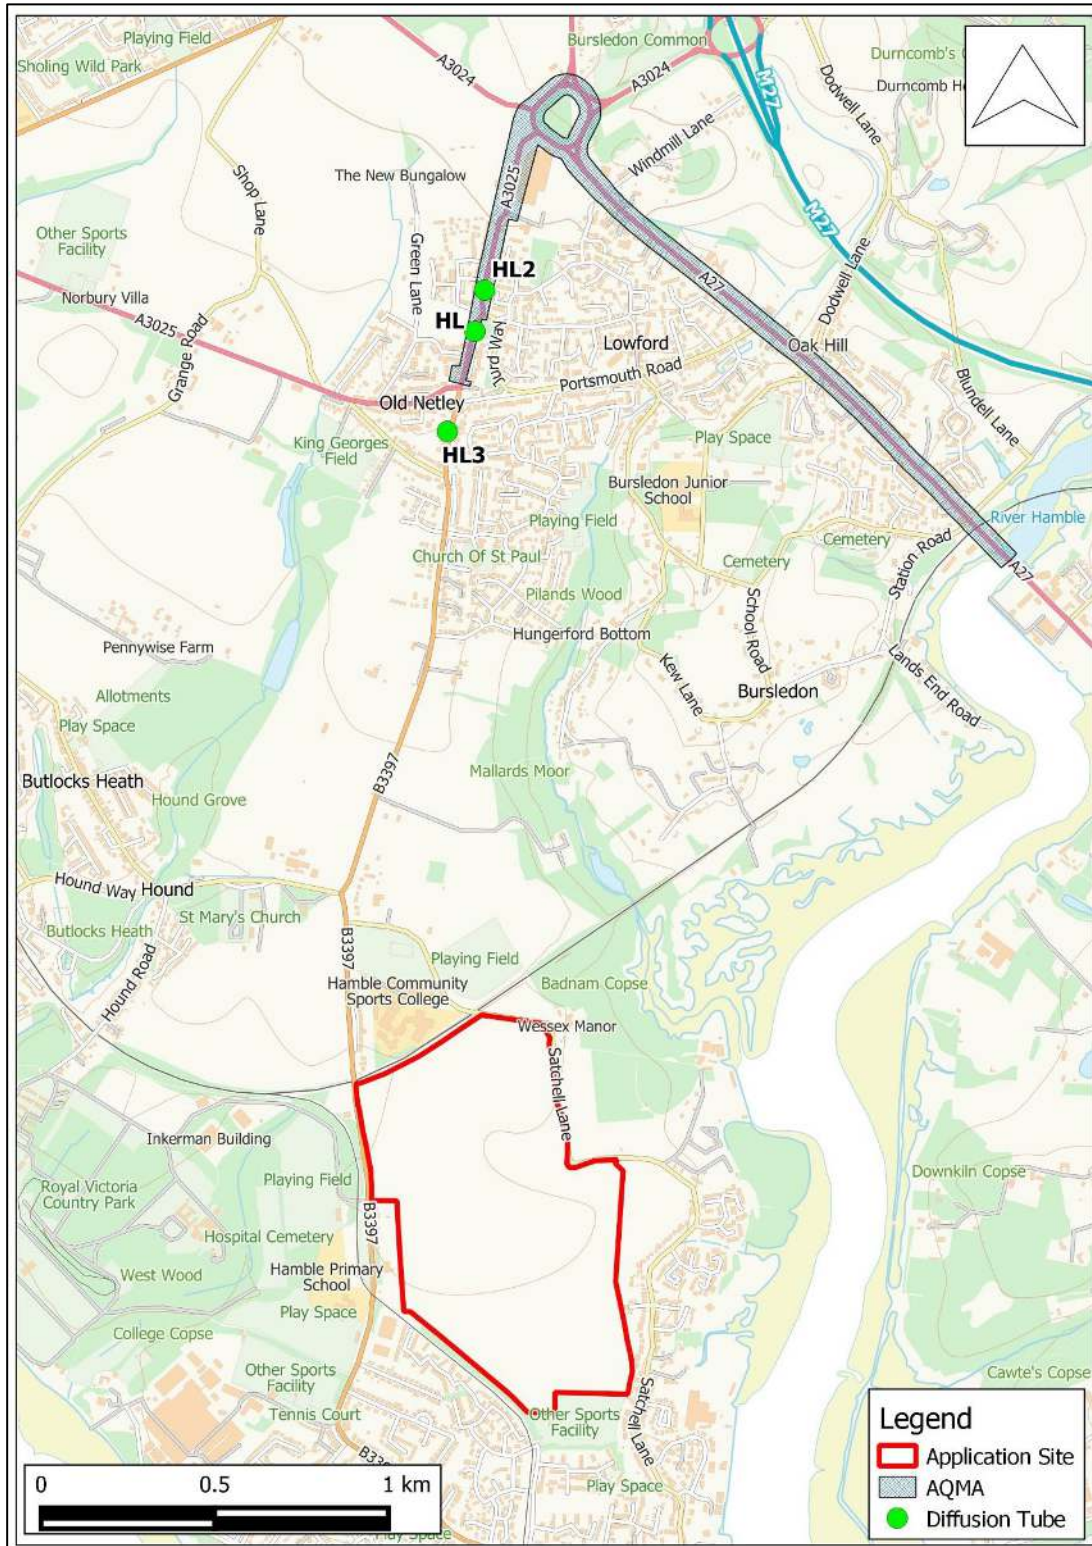 Playing Field
Bursledon Common
Sholing Wild Park
A3024
A3024
M27
Durncomb's
Durncomb
Dodwell Lane
Windmill Lane
The New Bungalow
A3025
M27
Shop Lane
Other Sports
Facility
Green Lane
HL2
A27
Dodwell Lane
Norbury Villa
HL
Jurd Way
Lowford
Oak Hill
A3025
Grange Road
Portsmouth Road
Blundell Lane
Old Netley
King Georges
Field
HL3
Play Space
Bursledon Junior
School
River Hamble
Playing Field
Cemetery
Station Road
A27
Church Of St Paul
Cemetery
Pilands Wood
School Road
Hungerford Bottom
Pennywise Farm
Kew Lane
Lands End Road
Bursledon
Allotments
Play Space
B3397
Mallards Moor
Butlocks Heath
Hound Grove
Hound Way
Hound
St Mary's Church
Butlocks Heath
B3397
Playing Field
Hound Road
Hamble Community
Sports College
Badnam Copse
Wessex Manor
Satchell Lane
Inkerman Building
Playing Field
Downkiln Copse
Royal Victoria
Country Park
B3397
Hospital Cemetery
West Wood
Hamble Primary
School
Play Space
College Copse
Other Sports
Facility
Cawte's Copse
Tennis Court
Satchell Lane
Other Sports
Facility
Play Space
Play Space
Legend
Application Site
AQMA
Diffusion Tube
0 0.5 1 km